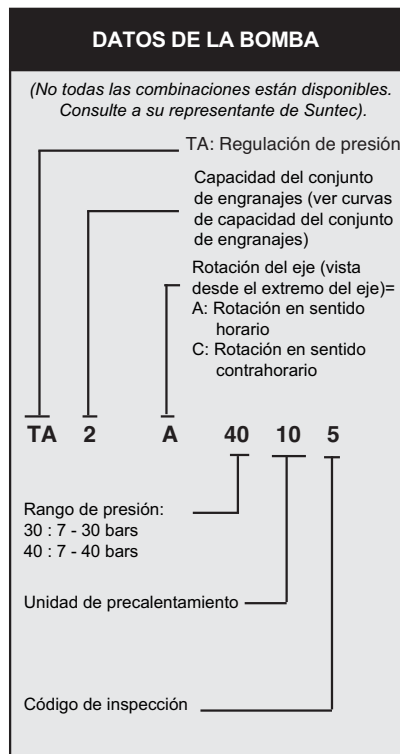 DATOS DE LA BOMBA
(No todas las combinaciones están disponibles.
Consulte a su representante de Suntec).
TA: Regulación de presión
Capacidad del conjunto
de engranajes (ver curvas
de capacidad del conjunto
de engranajes)
Rotación del eje (vista
desde el extremo del eje)=
A: Rotación en sentido
horario
C: Rotación en sentido
contrahorario
TA 2 A 40 10 5
Rango de presión:
30 : 7 - 30 bars
40 : 7 - 40 bars
Unidad de precalentamiento
Código de inspección